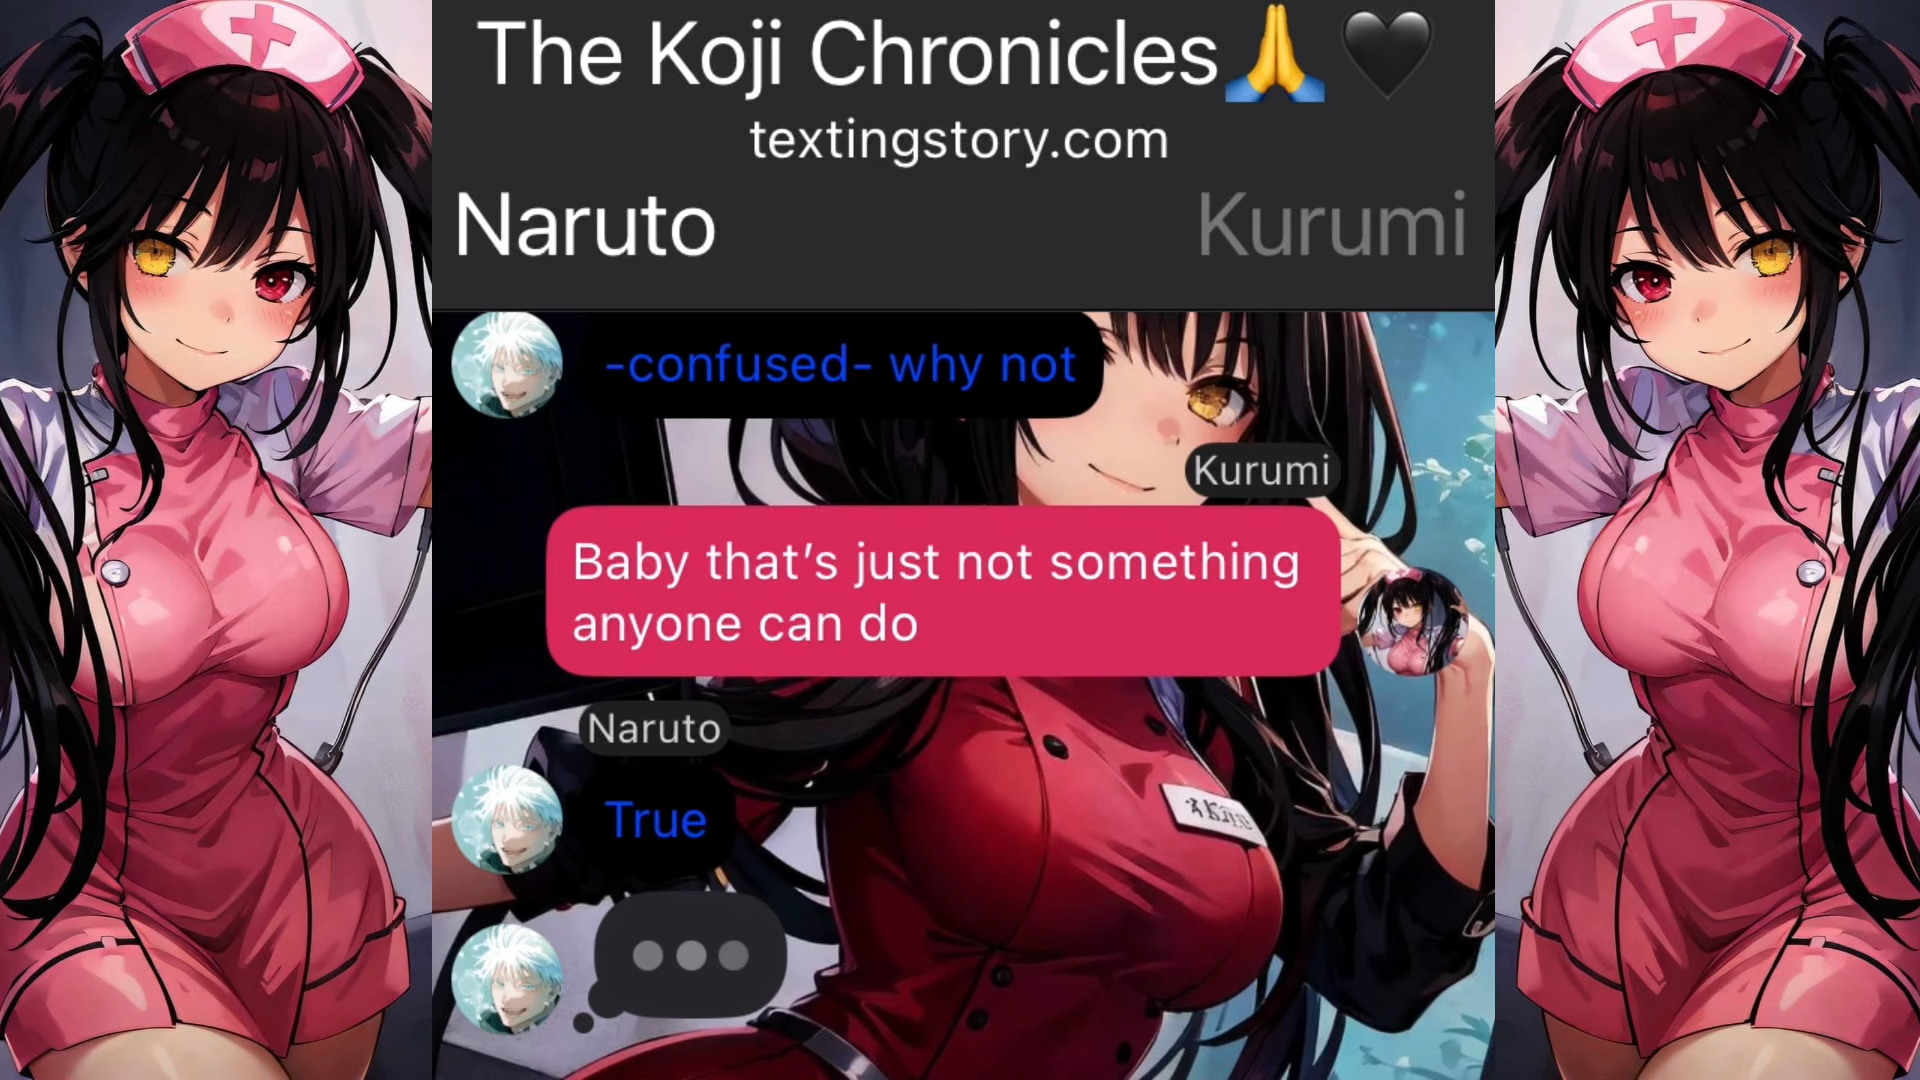 The Koji Chronicles🙏🖤
textingstory.com
Naruto
Kurumi
-confused- why not
Kurumi
Baby that’s just not something
anyone can do
Naruto
True